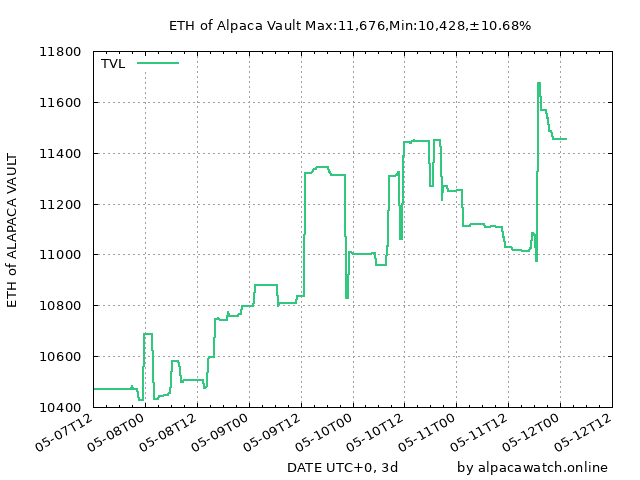 ETH of Alpaca Vault Max:11,676,Min:10,428,±10.68%
TVL
11800
11600
11400
11200
11000
10800
10600
10400
ETH of ALAPACA VAULT
05-07T12
05-08T00
05-08T12
05-09T00
05-09T12
05-10T00
05-10T12
05-11T00
05-11T12
05-12T00
05-12T12
DATE UTC+0, 3d
by alpacawatch.online